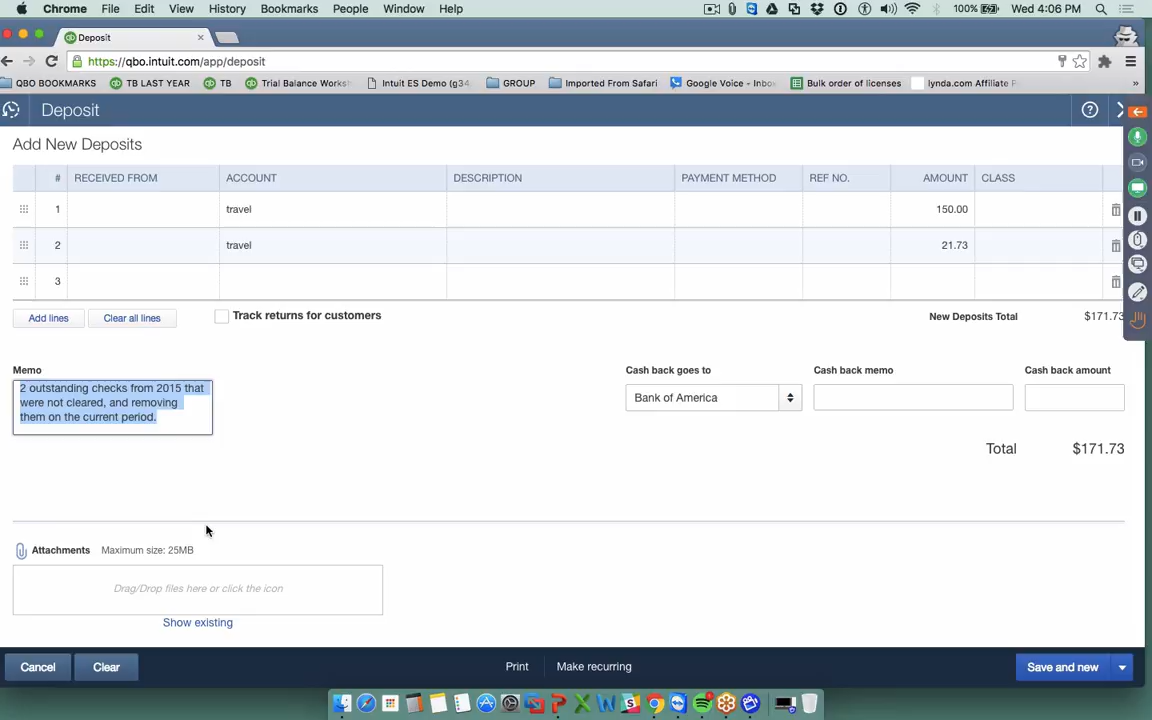 Chrome File Edit View History Bookmarks People Window Help 100% Wed 4:06 PM
Deposit
https://qbo.intuit.com/app/deposit
QBO BOOKMARKS TB LAST YEAR TB Trial Balance Works Intuit ES Demo (g34 GROUP Imported From Safari Google Voice - Inbo Bulk order of licenses lynda.com Affiliate P »
Deposit
Add New Deposits
# RECEIVED FROM ACCOUNT DESCRIPTION PAYMENT METHOD REF NO. AMOUNT CLASS
1 travel 150.00
2 travel 21.73
3
Add lines Clear all lines Track returns for customers New Deposits Total $171.73
Memo Cash back goes to Cash back memo Cash back amount
2 outstanding checks from 2015 that
were not cleared, and removing
them on the current period.
Bank of America
Total $171.73
Attachments Maximum size: 25MB
Drag/Drop files here or click the icon
Show existing
Cancel Clear Print Make recurring Save and new